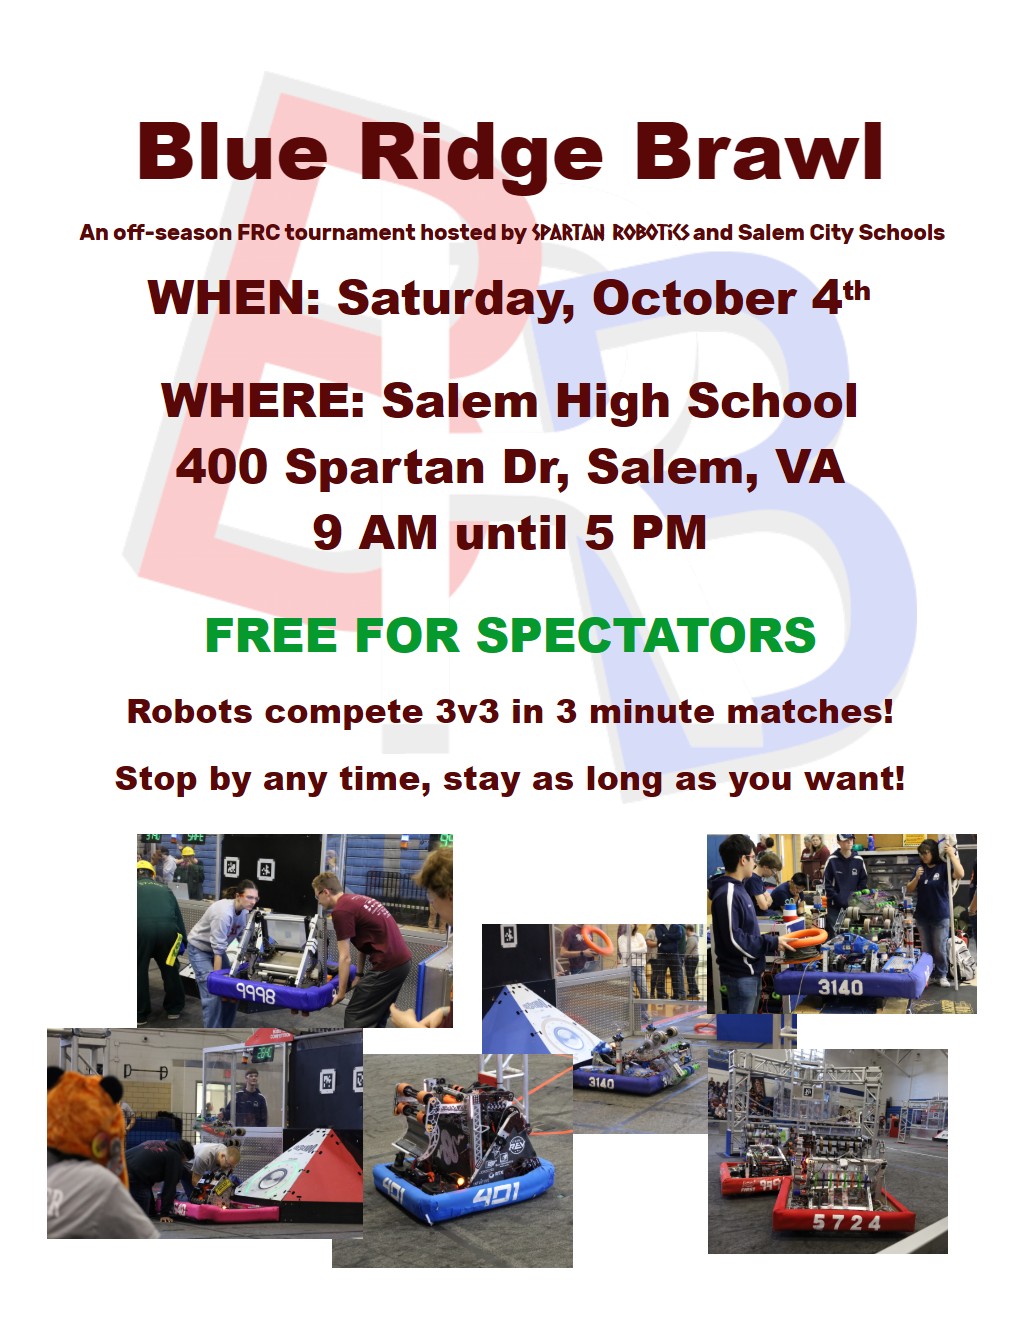 Blue Ridge Brawl
An off-season FRC tournament hosted by SPARTAN ROBOTiCS and Salem City Schools
WHEN: Saturday, October 4th
WHERE: Salem High School
400 Spartan Dr, Salem, VA
9 AM until 5 PM
FREE FOR SPECTATORS
Robots compete 3v3 in 3 minute matches!
Stop by any time, stay as long as you want!
9998
3140
3140
401
401
5724